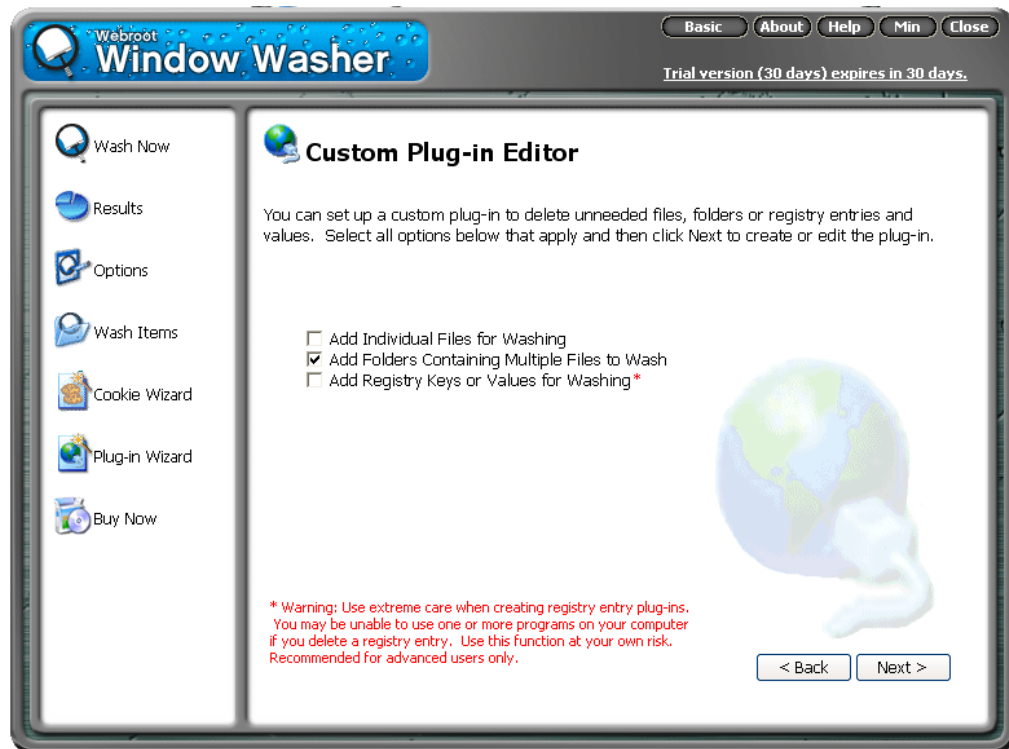 Webroot
Window Washer
Basic About Help Min Close
Trial version (30 days) expires in 30 days.
Wash Now
Results
Options
Wash Items
Cookie Wizard
Plug-in Wizard
Buy Now
Custom Plug-in Editor
You can set up a custom plug-in to delete unneeded files, folders or registry entries and
values. Select all options below that apply and then click Next to create or edit the plug-in.
Add Individual Files for Washing
Add Folders Containing Multiple Files to Wash
Add Registry Keys or Values for Washing*
* Warning: Use extreme care when creating registry entry plug-ins.
You may be unable to use one or more programs on your computer
if you delete a registry entry. Use this function at your own risk.
Recommended for advanced users only.
< Back Next >